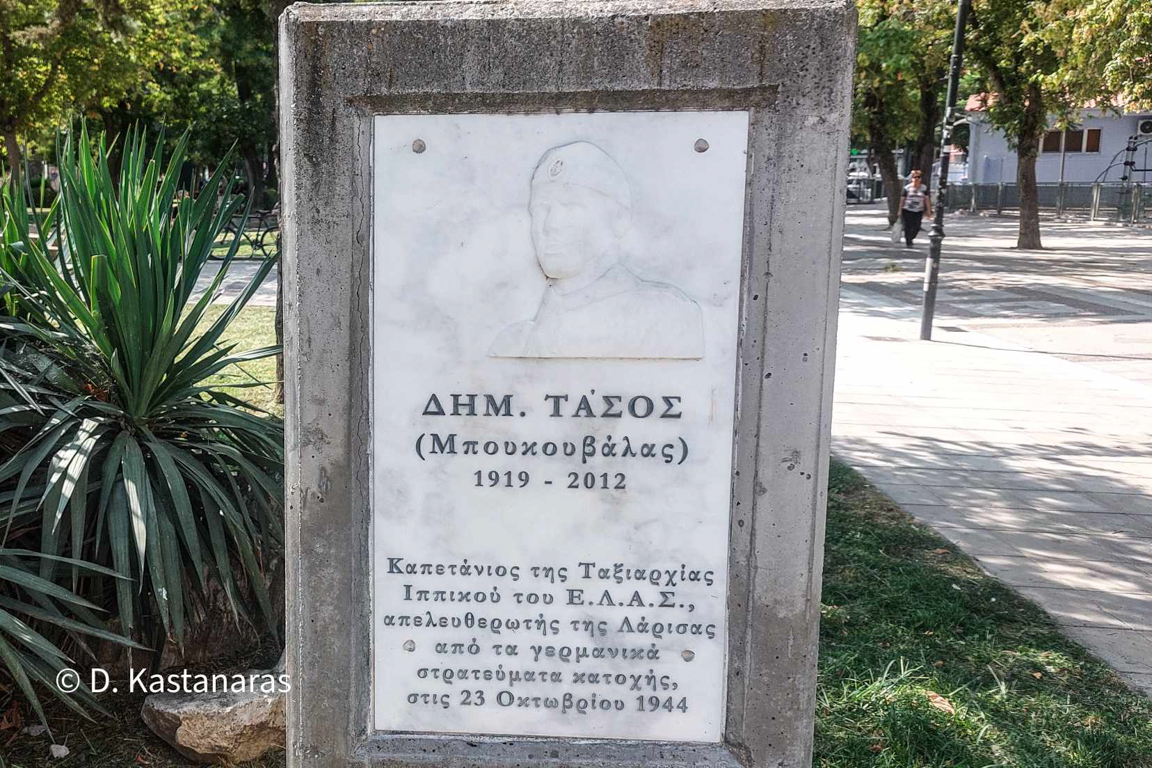 ΔΗΜ. ΤΑΣΟΣ
(Μπουκουβάλας)
1919 - 2012
Καπετάνιος της Ταξιαρχίας
Ιππικού του Ε.Λ.Α.Σ.,
απελευθερωτής της Λάρισας
από τα γερμανικά
στρατεύματα κατοχής,
στις 23 Οκτωβρίου 1944
© D. Kastanaras